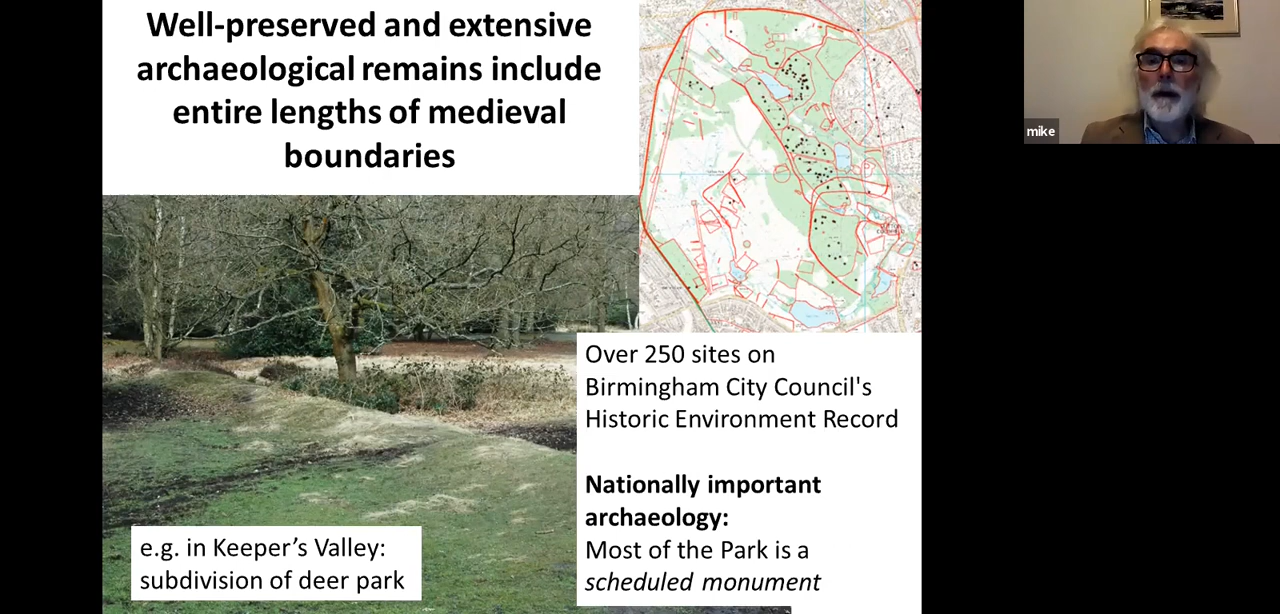 Well-preserved and extensive
archaeological remains include
entire lengths of medieval
boundaries
mike
Over 250 sites on
Birmingham City Council's
Historic Environment Record
Nationally important
archaeology:
Most of the Park is a
scheduled monument
e.g. in Keeper’s Valley:
subdivision of deer park